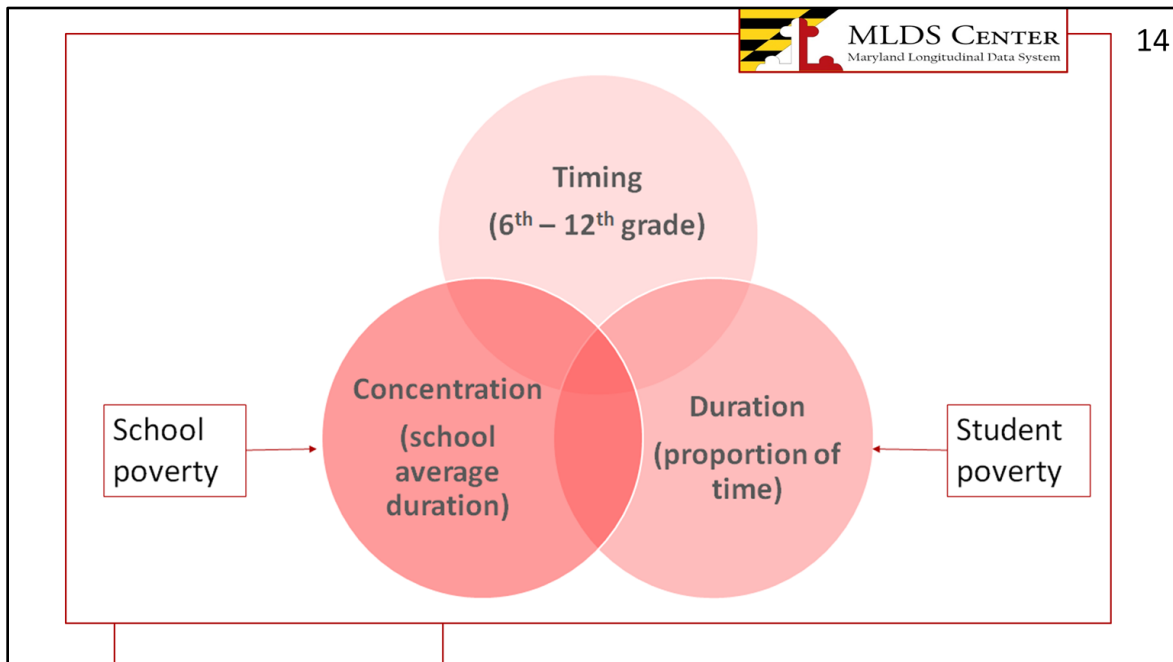 MLDS CENTER
Maryland Longitudinal Data System
14
Timing
(6th – 12th grade)
Concentration
(school
average
duration)
Duration
(proportion of
time)
School
poverty
Student
poverty